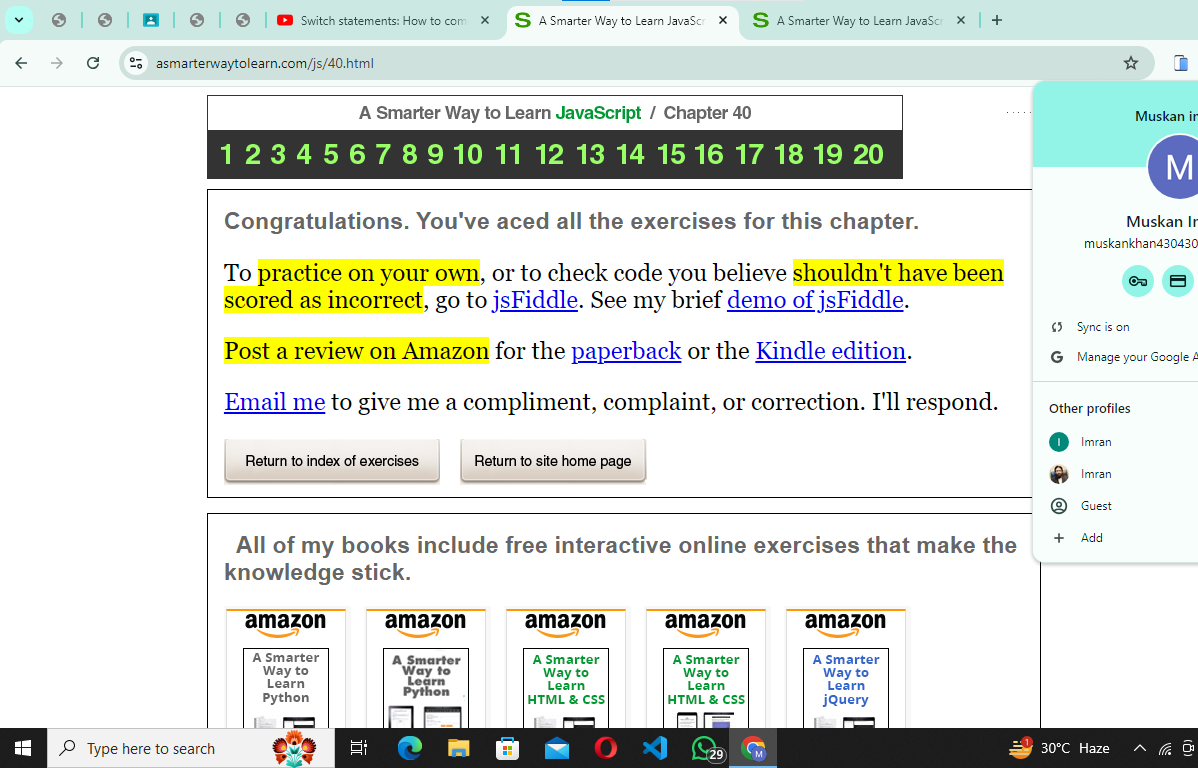 Switch statements: How to com
A Smarter Way to Learn JavaScr
A Smarter Way to Learn JavaScr
asmarterwaytolearn.com/js/40.html
A Smarter Way to Learn JavaScript / Chapter 40
1 2 3 4 5 6 7 8 9 10 11 12 13 14 15 16 17 18 19 20
Congratulations. You've aced all the exercises for this chapter.
To practice on your own, or to check code you believe shouldn't have been
scored as incorrect, go to jsFiddle. See my brief demo of jsFiddle.
Post a review on Amazon for the paperback or the Kindle edition.
Email me to give me a compliment, complaint, or correction. I'll respond.
Return to index of exercises
Return to site home page
All of my books include free interactive online exercises that make the
knowledge stick.
amazon
A Smarter
Way to
Learn
Python
amazon
A Smarter
Way to
Learn
Python
amazon
A Smarter
Way to
Learn
HTML & CSS
amazon
A Smarter
Way to
Learn
HTML & CSS
amazon
A Smarter
Way to
Learn
jQuery
Muskan i
M
Muskan I
muskankhan430430
Sync is on
Manage your Google A
Other profiles
I
Imran
Imran
Guest
Add
Type here to search
29
M
1
30°C Haze